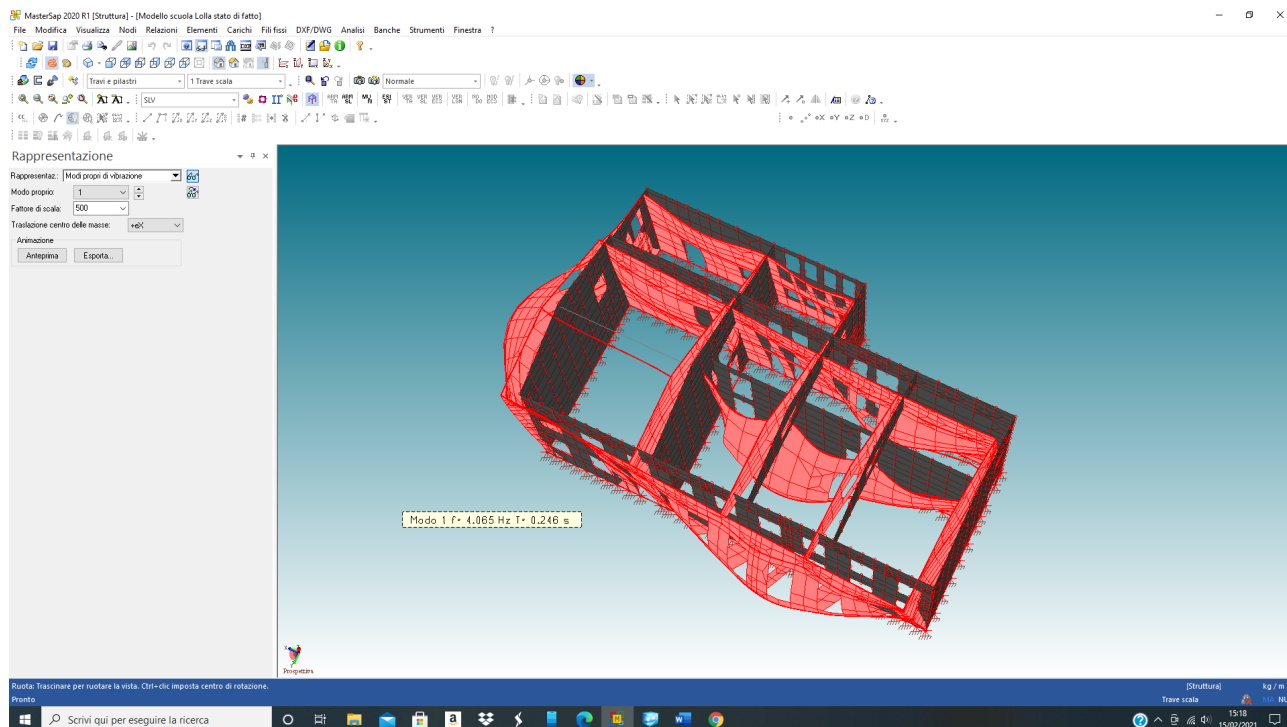 MasterSap 2020 R1 [Struttura] - [Modello scuola Lolla stato di fatto]
File Modifica Visualizza Nodi Relazioni Elementi Carichi Fili fissi DXF/DWG Analisi Banche Strumenti Finestra ?
Travi e pilastri 1 Trave scala Normale
SLV
Rappresentazione
Rappresentaz.: Modi propri di vibrazione
Modo proprio: 1
Fattore di scala: 500
Traslazione centro delle masse: +eX
Animazione
Anteprima Esporta...
Modo 1 f= 4.065 Hz T= 0.246 s
Prospettiva
Ruota: Trascinare per ruotare la vista. Ctrl+clic imposta centro di rotazione.
[Struttura] kg / m
Pronto
Trave scala MA NU
Scrivi qui per eseguire la ricerca
15:18
15/02/2021